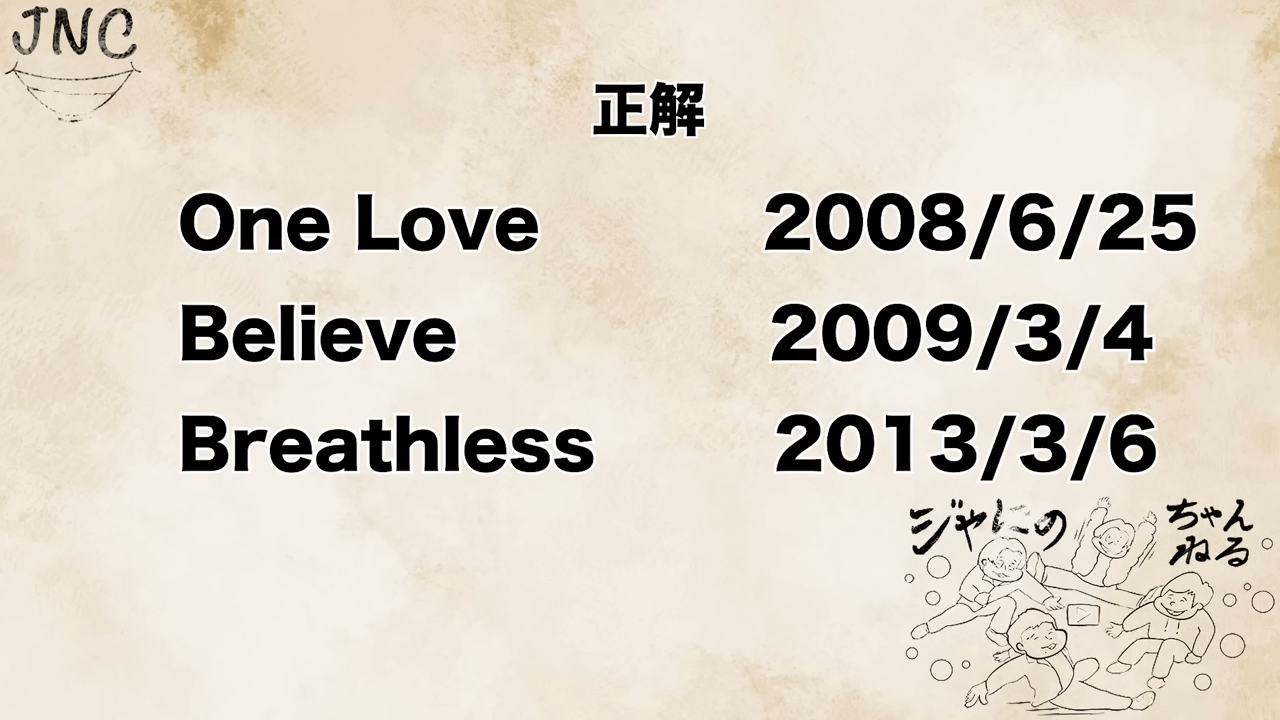 JNC
正解
One Love 2008/6/25
Believe 2009/3/4
Breathless 2013/3/6
ジャにの
ちゃん
ねる